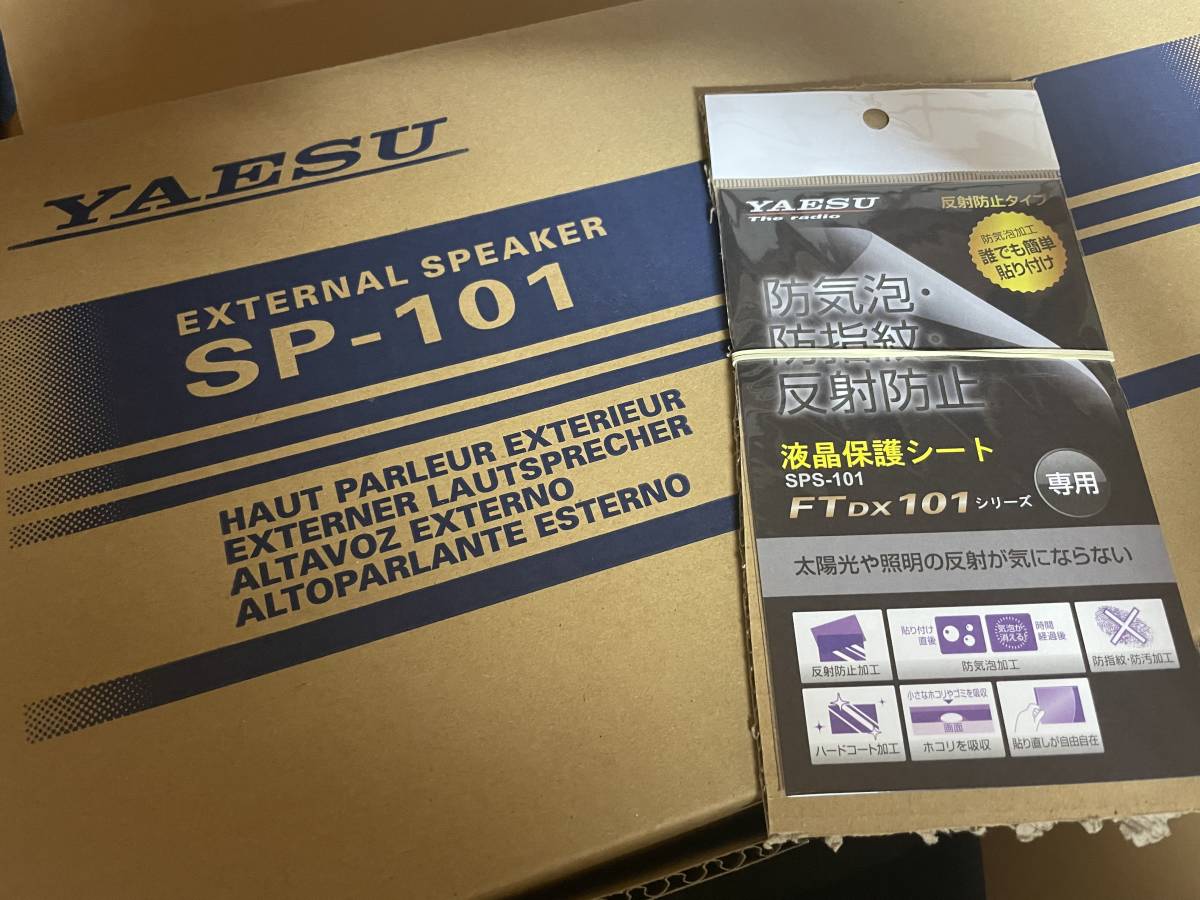 YAESU
EXTERNAL SPEAKER
SP-101
HAUT PARLEUR EXTERIEUR
EXTERNER LAUTSPRECHER
ALTAVOZ EXTERNO
ALTOPARLANTE ESTERNO
YAESU
The radio
反射防止タイプ
防気泡加工
誰でも簡単
貼り付け
防気泡・
防指紋・
反射防止
液晶保護シート
SPS-101
FTDX101シリーズ
専用
太陽光や照明の反射が気にならない
反射防止加工
貼り付け
直後
気泡が
消える!
時間
経過後
防気泡加工
防指紋・防汚加工
ハードコート加工
小さなホコリやゴミを吸収
画面
ホコリを吸収
貼り直しが自由自在